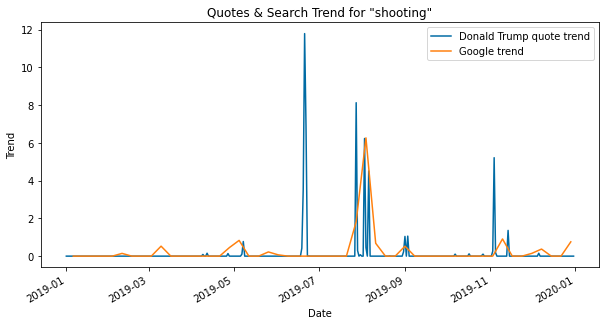 Quotes & Search Trend for "shooting"
Donald Trump quote trend
Google trend
12
10
8
6
4
2
0
Trend
2019-01
2019-03
2019-05
2019-07
2019-09
2019-11
2020-01
Date